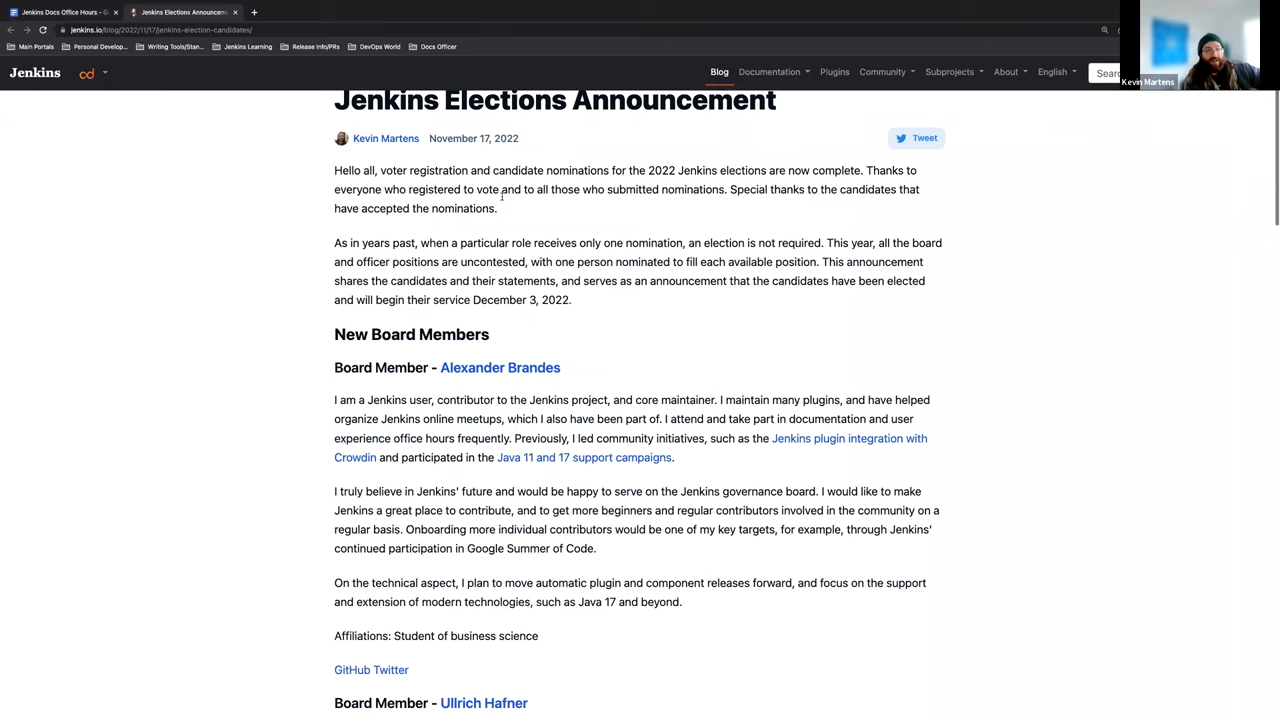 Jenkins Docs Office Hours - G
Jenkins Elections Announcem
jenkins.io/blog/2022/11/17/jenkins-election-candidates/
Main Portals
Personal Develop...
Writing Tools/Stan...
Jenkins Learning
Release Info/PRs
DevOps World
Docs Officer
Jenkins
cd
Blog
Documentation
Plugins
Community
Subprojects
About
English
Sear
Kevin Martens
Jenkins Elections Announcement
Kevin Martens November 17, 2022
Tweet
Hello all, voter registration and candidate nominations for the 2022 Jenkins elections are now complete. Thanks to
everyone who registered to vote and to all those who submitted nominations. Special thanks to the candidates that
have accepted the nominations.
As in years past, when a particular role receives only one nomination, an election is not required. This year, all the board
and officer positions are uncontested, with one person nominated to fill each available position. This announcement
shares the candidates and their statements, and serves as an announcement that the candidates have been elected
and will begin their service December 3, 2022.
New Board Members
Board Member - Alexander Brandes
I am a Jenkins user, contributor to the Jenkins project, and core maintainer. I maintain many plugins, and have helped
organize Jenkins online meetups, which I also have been part of. I attend and take part in documentation and user
experience office hours frequently. Previously, I led community initiatives, such as the Jenkins plugin integration with
Crowdin and participated in the Java 11 and 17 support campaigns.
I truly believe in Jenkins' future and would be happy to serve on the Jenkins governance board. I would like to make
Jenkins a great place to contribute, and to get more beginners and regular contributors involved in the community on a
regular basis. Onboarding more individual contributors would be one of my key targets, for example, through Jenkins'
continued participation in Google Summer of Code.
On the technical aspect, I plan to move automatic plugin and component releases forward, and focus on the support
and extension of modern technologies, such as Java 17 and beyond.
Affiliations: Student of business science
GitHub Twitter
Board Member - Ullrich Hafner